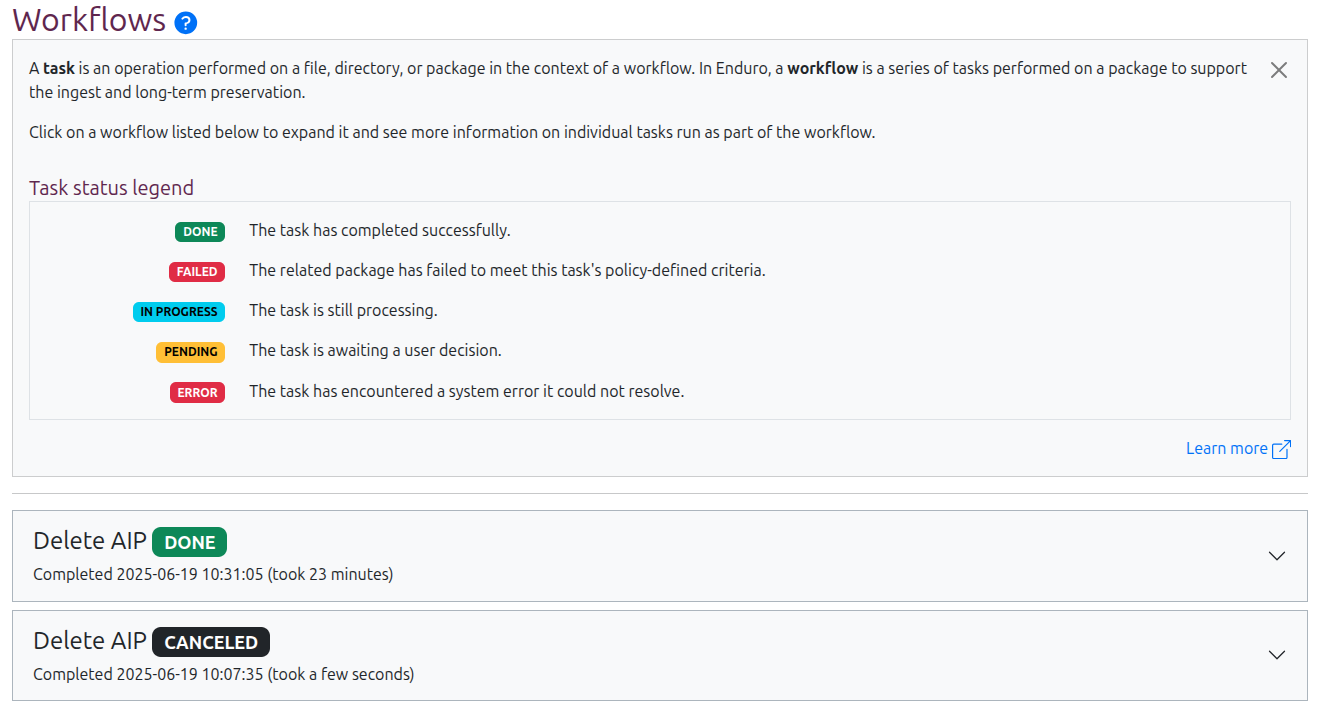 Workflows ?
A task is an operation performed on a file, directory, or package in the context of a workflow. In Enduro, a workflow is a series of tasks performed on a package to support
the ingest and long-term preservation.
Click on a workflow listed below to expand it and see more information on individual tasks run as part of the workflow.
Task status legend
DONE The task has completed successfully.
FAILED The related package has failed to meet this task's policy-defined criteria.
IN PROGRESS The task is still processing.
PENDING The task is awaiting a user decision.
ERROR The task has encountered a system error it could not resolve.
Learn more
Delete AIP DONE
Completed 2025-06-19 10:31:05 (took 23 minutes)
Delete AIP CANCELED
Completed 2025-06-19 10:07:35 (took a few seconds)